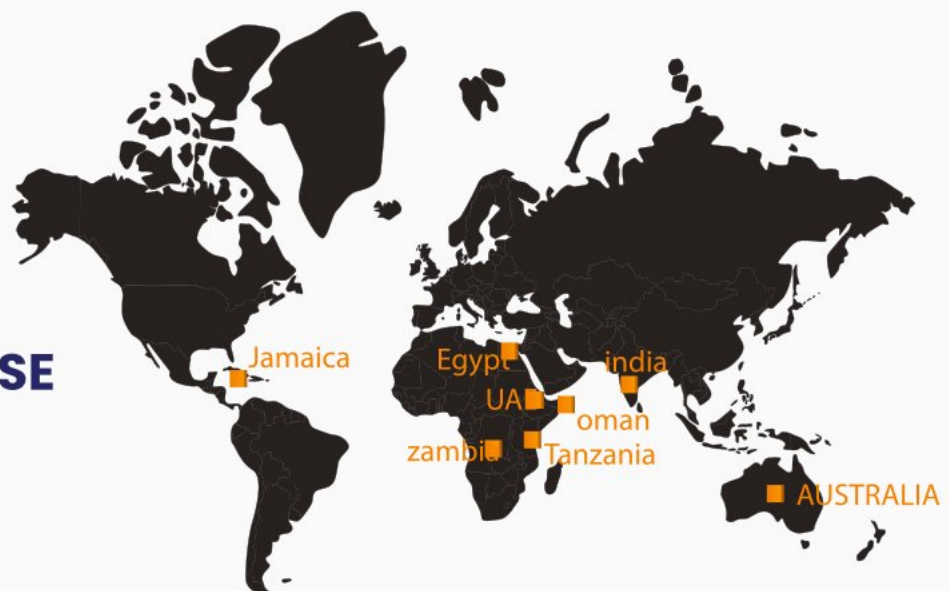 SE
Jamaica
Egypt
india
UA
oman
zambia
Tanzania
AUSTRALIA